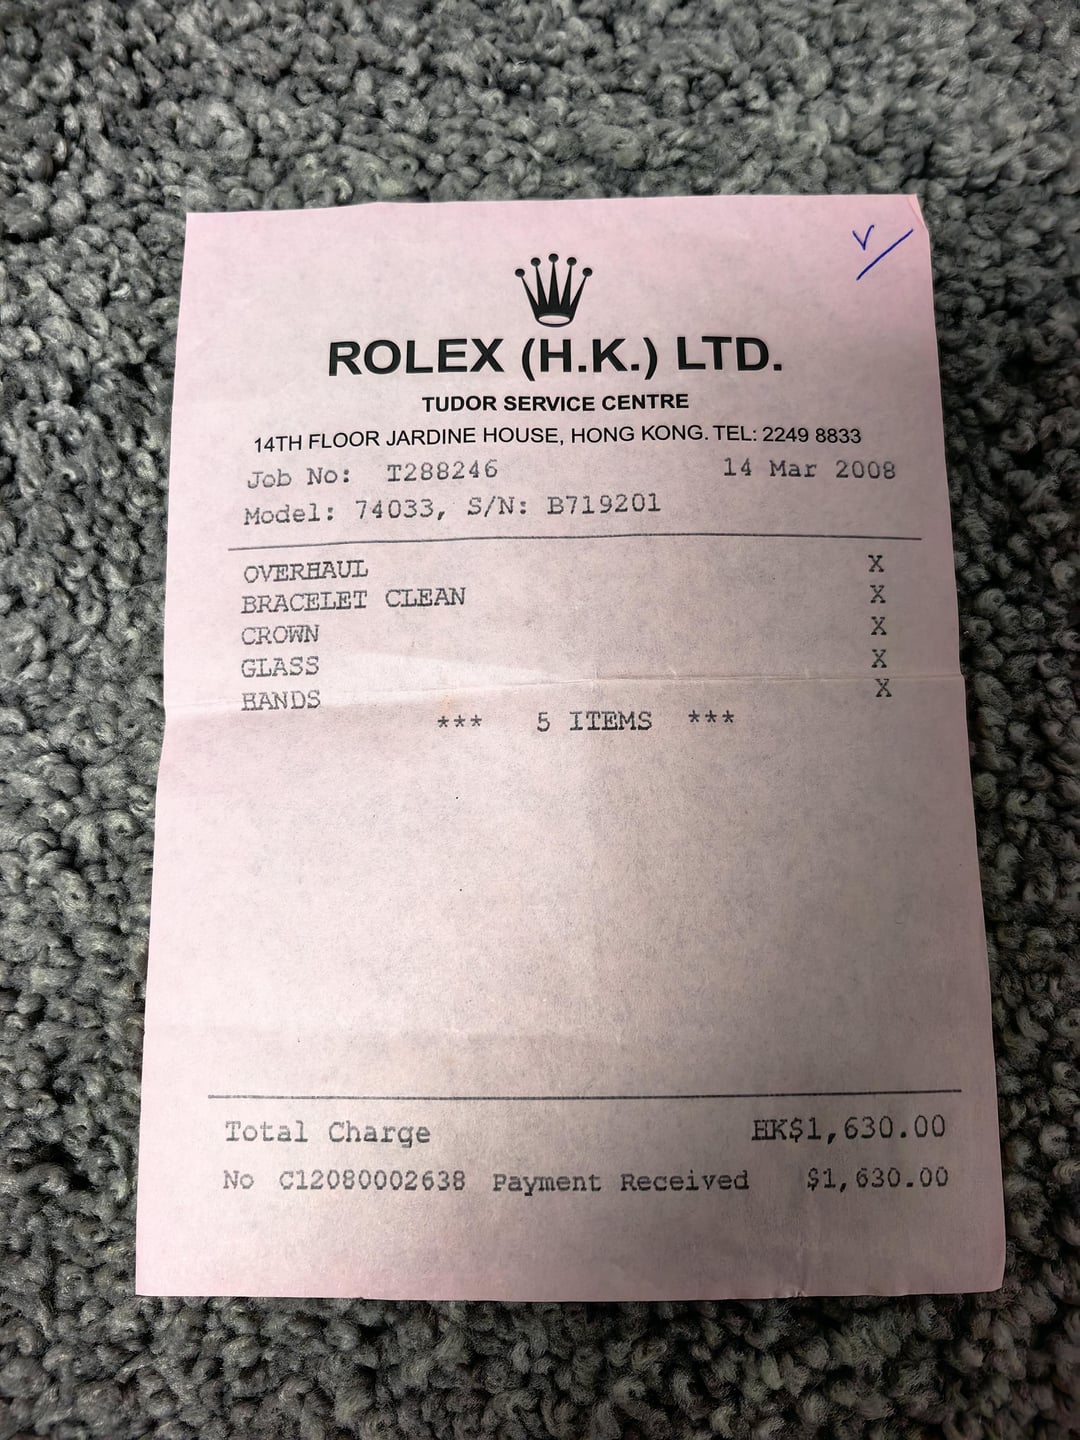 ROLEX (H.K.) LTD.
TUDOR SERVICE CENTRE
14TH FLOOR JARDINE HOUSE, HONG KONG. TEL: 2249 8833
Job No: T288246 14 Mar 2008
Model: 74033, S/N: B719201
OVERHAUL X
BRACELET CLEAN X
CROWN X
GLASS X
HANDS X
*** 5 ITEMS ***
Total Charge HK$1,630.00
No C12080002638 Payment Received $1,630.00